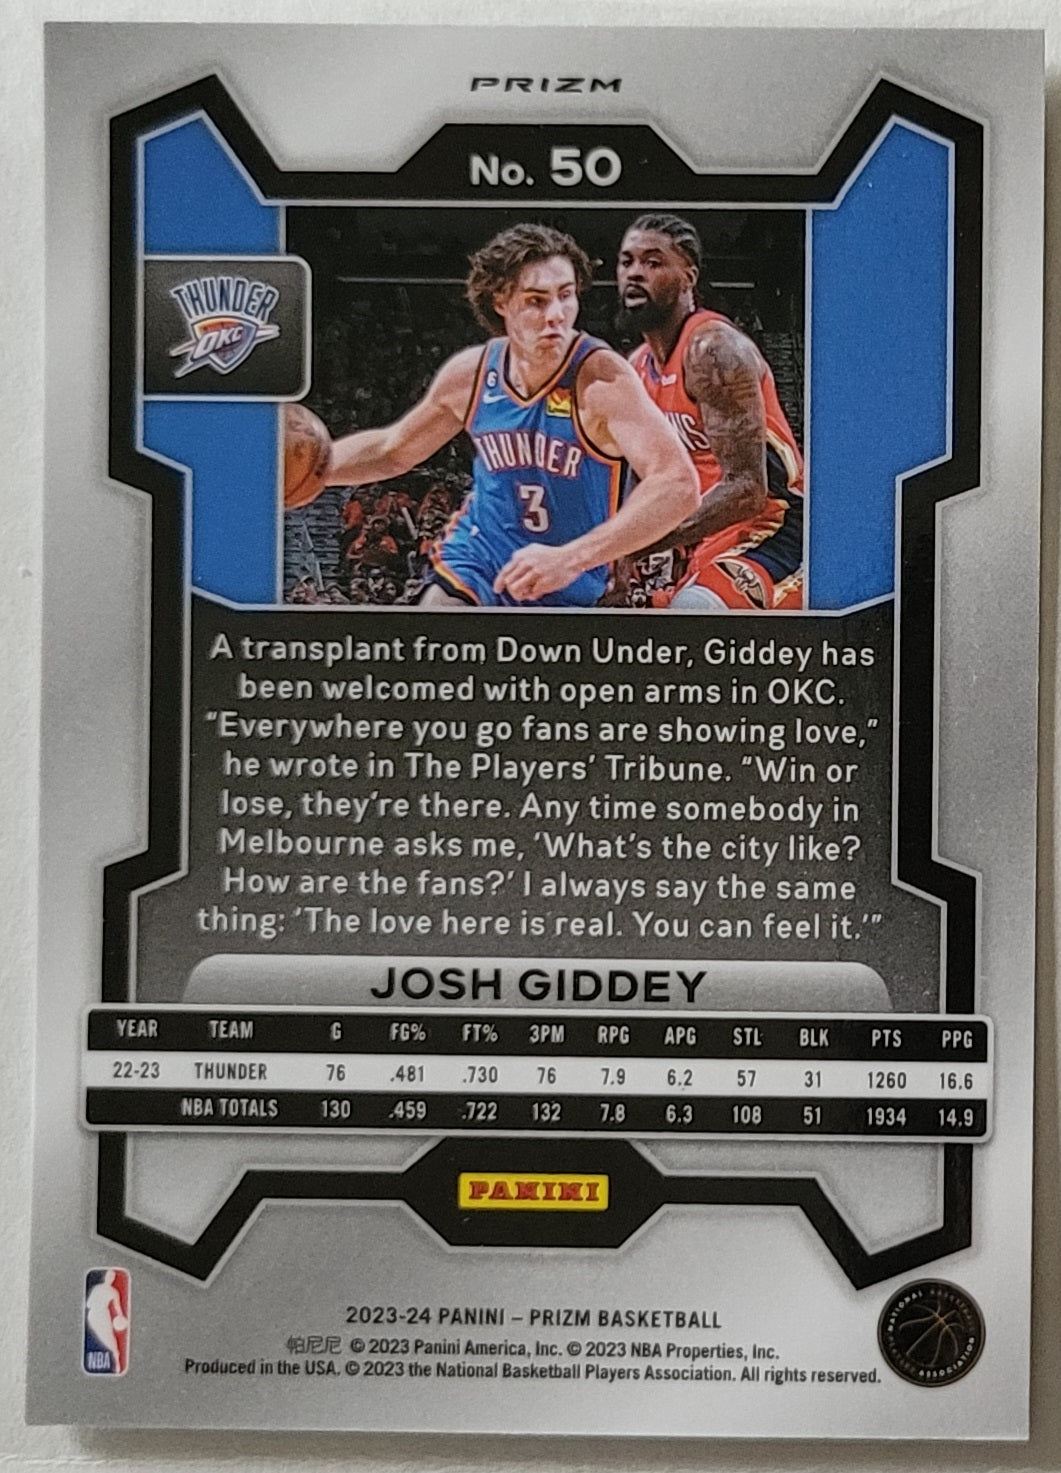 PRIZM
No. 50
THUNDER
OKC
6
THUNDER
3
A transplant from Down Under, Giddey has
been welcomed with open arms in OKC.
“Everywhere you go fans are showing love,”
he wrote in The Players’ Tribune. “Win or
lose, they’re there. Any time somebody in
Melbourne asks me, ‘What’s the city like?
How are the fans?’ I always say the same
thing: ‘The love here is real. You can feel it.’”
JOSH GIDDEY
YEAR TEAM G FG% FT% 3PM RPG APG STL BLK PTS PPG
22-23 THUNDER 76 .481 .730 76 7.9 6.2 57 31 1260 16.6
NBA TOTALS 130 .459 .722 132 7.8 6.3 108 51 1934 14.9
PANINI
2023-24 PANINI – PRIZM BASKETBALL
帕尼尼 © 2023 Panini America, Inc. © 2023 NBA Properties, Inc.
Produced in the USA. © 2023 the National Basketball Players Association. All rights reserved.
NBA
NATIONAL BASKETBALL PLAYERS ASSOCIATION